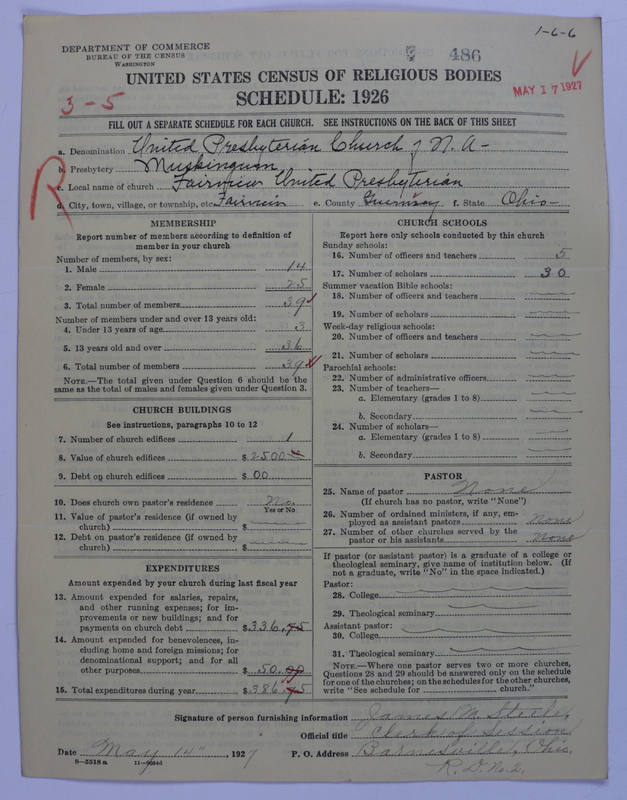 1-6-6
DEPARTMENT OF COMMERCE
BUREAU OF THE CENSUS
WASHINGTON
486
MAY 17 1927
UNITED STATES CENSUS OF RELIGIOUS BODIES
3-5
SCHEDULE: 1926
FILL OUT A SEPARATE SCHEDULE FOR EACH CHURCH. SEE INSTRUCTIONS ON THE BACK OF THIS SHEET
R
a. Denomination United Presbyterian Church of N. A-
b. Presbytery Muskingum
c. Local name of church Fairview United Presbyterian
d. City, town, village, or township, etc. Fairview e. County Guernsey f. State Ohio-
MEMBERSHIP
Report number of members according to definition of
member in your church
Number of members, by sex:
1. Male 14
2. Female 25
3. Total number of members 39
Number of members under and over 13 years old:
4. Under 13 years of age 3
5. 13 years old and over 36
6. Total number of members 39
NOTE.—The total given under Question 6 should be the
same as the total of males and females given under Question 3.
CHURCH BUILDINGS
See instructions, paragraphs 10 to 12
7. Number of church edifices 1
8. Value of church edifices $2500
9. Debt on church edifices $00
10. Does church own pastor's residence No.
Yes or No
11. Value of pastor's residence (if owned by
church) $
12. Debt on pastor's residence (if owned by
church) $
EXPENDITURES
Amount expended by your church during last fiscal year
13. Amount expended for salaries, repairs,
and other running expenses; for im-
provements or new buildings; and for
payments on church debt $336.45
14. Amount expended for benevolences, in-
cluding home and foreign missions; for
denominational support; and for all
other purposes $50.00
15. Total expenditures during year $386.45
CHURCH SCHOOLS
Report here only schools conducted by this church
Sunday schools:
16. Number of officers and teachers 5
17. Number of scholars 30
Summer vacation Bible schools:
18. Number of officers and teachers
19. Number of scholars
Week-day religious schools:
20. Number of officers and teachers
21. Number of scholars
Parochial schools:
22. Number of administrative officers
23. Number of teachers—
a. Elementary (grades 1 to 8)
b. Secondary
24. Number of scholars—
a. Elementary (grades 1 to 8)
b. Secondary
PASTOR
25. Name of pastor None
(If church has no pastor, write "None")
26. Number of ordained ministers, if any, em-
ployed as assistant pastors None
27. Number of other churches served by the
pastor or his assistants None
If pastor (or assistant pastor) is a graduate of a college or
theological seminary, give name of institution below. (If
not a graduate, write "No" in the space indicated.)
Pastor:
28. College
29. Theological seminary
Assistant pastor:
30. College
31. Theological seminary
NOTE.—Where one pastor serves two or more churches,
Questions 28 and 29 should be answered only on the schedule
for one of the churches; on the schedules for the other churches,
write "See schedule for church."
Signature of person furnishing information James M. Steele,
Official title Clerk of Session
Date May 14", 1927 P. O. Address Barnesville, Ohio.
8-5518a
R.D. No. 2.